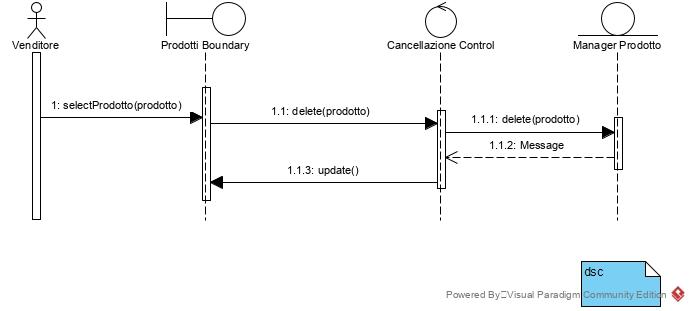 Venditore
Prodotti Boundary
Cancellazione Control
Manager Prodotto
1: selectProdotto(prodotto)
1.1: delete(prodotto)
1.1.1: delete(prodotto)
1.1.2: Message
1.1.3: update()
dsc
Powered By Visual Paradigm Community Edition